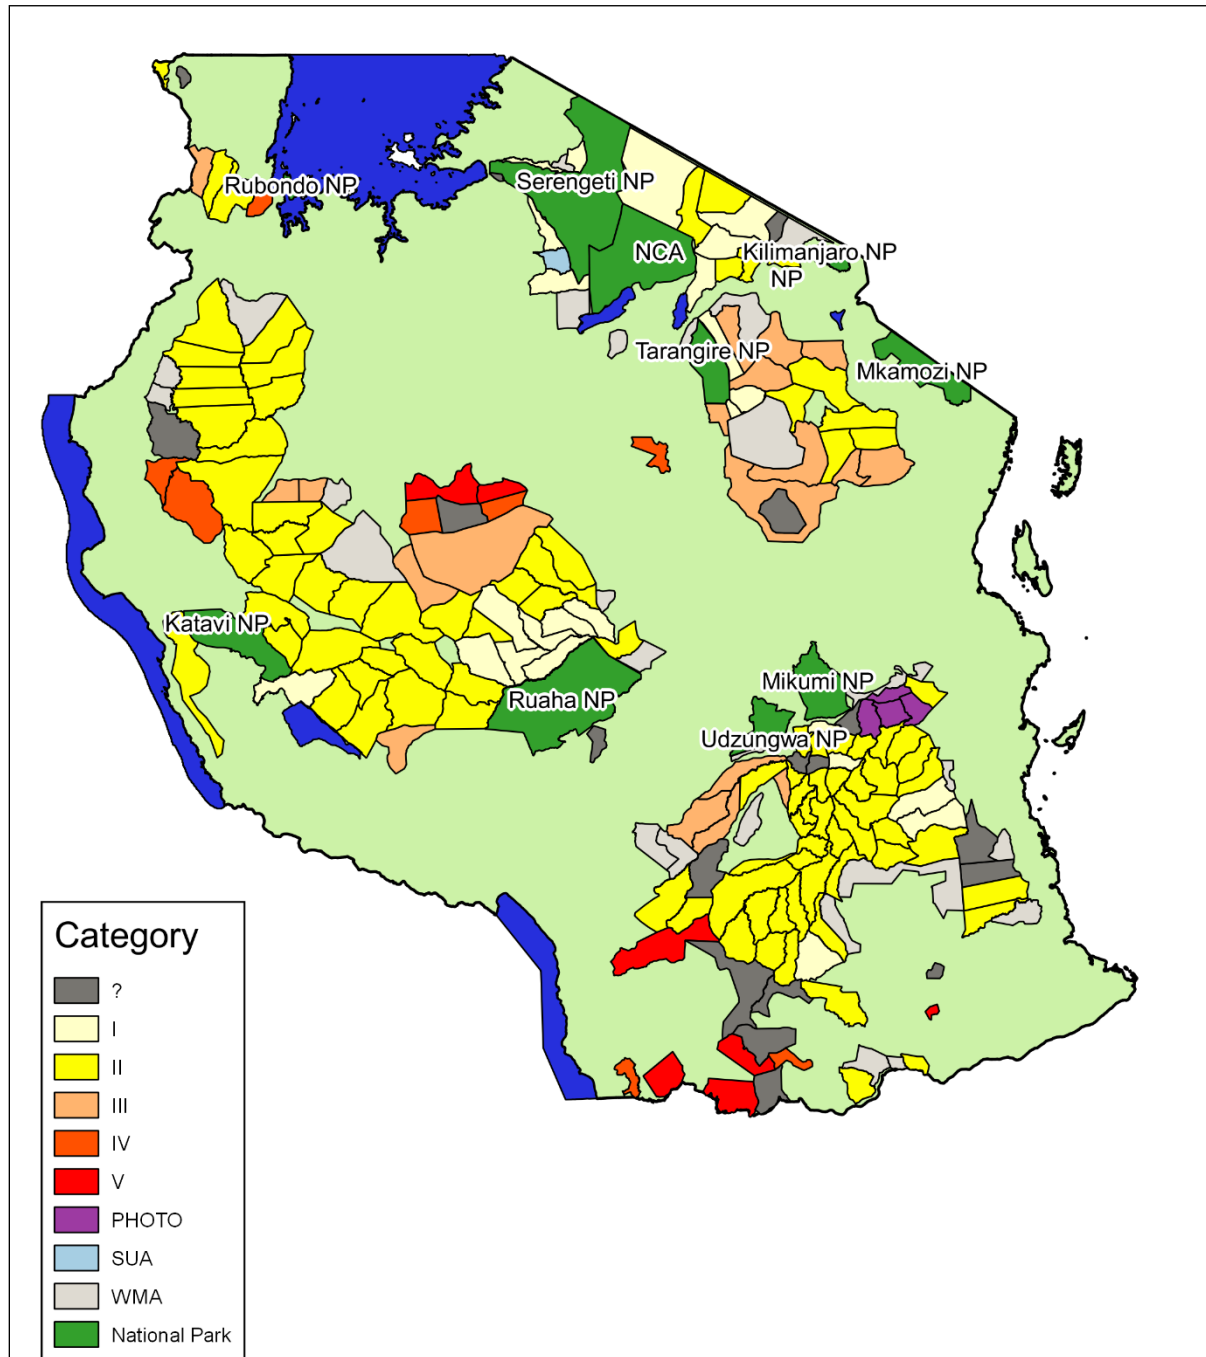 Rubondo NP
Serengeti NP
NCA
Kilimanjaro NP
NP
Tarangire NP
Mkamozi NP
Katavi NP
Ruaha NP
Mikumi NP
Udzungwa NP
Category
?
I
II
III
IV
V
PHOTO
SUA
WMA
National Park